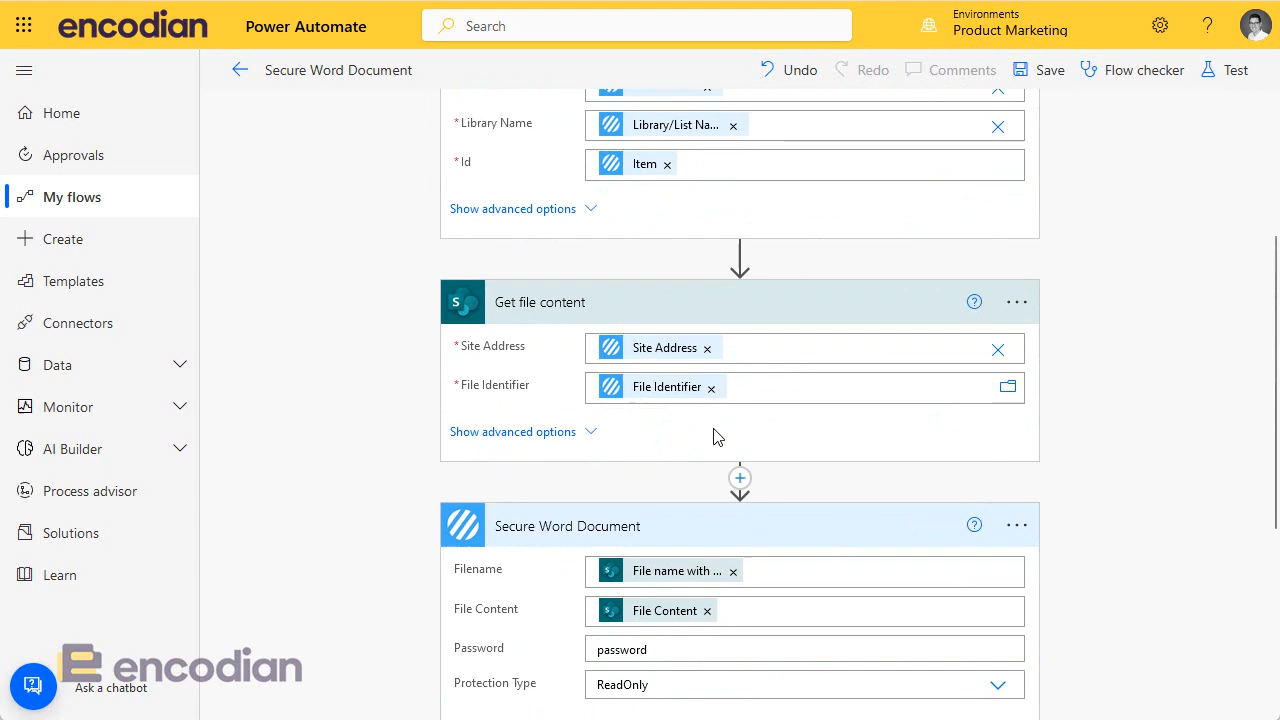 encodian
Power Automate
Search
Environments
Product Marketing
?
Secure Word Document
Undo
Redo
Comments
Save
Flow checker
Test
Home
Approvals
My flows
Create
Templates
Connectors
Data
Monitor
AI Builder
Process advisor
Solutions
Learn
encodian
Ask a chatbot
* Library Name
Library/List Na... ×
* Id
Item ×
Show advanced options
S
Get file content
?
* Site Address
Site Address ×
* File Identifier
File Identifier ×
Show advanced options
Secure Word Document
?
Filename
File name with ... ×
File Content
File Content ×
Password
password
Protection Type
ReadOnly